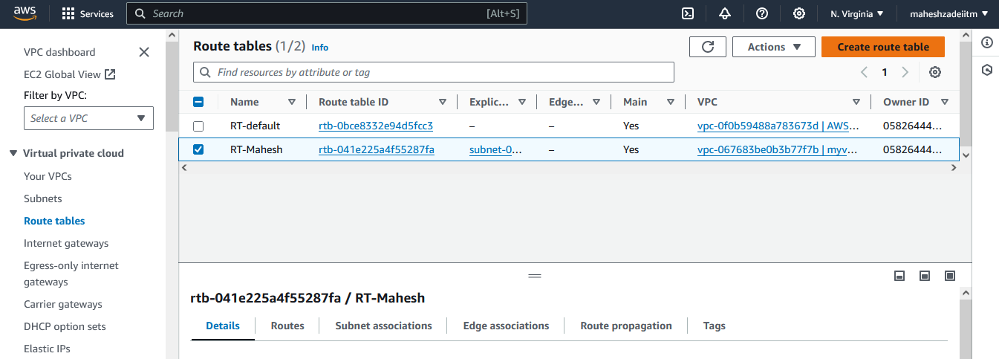 aws Services Search [Alt+S] N. Virginia maheshzadeiitm
VPC dashboard
EC2 Global View
Filter by VPC:
Select a VPC
Virtual private cloud
Your VPCs
Subnets
Route tables
Internet gateways
Egress-only internet
gateways
Carrier gateways
DHCP option sets
Elastic IPs
Route tables (1/2) Info Actions Create route table
Find resources by attribute or tag 1
Name Route table ID Explic... Edge... Main VPC Owner ID
RT-default rtb-0bce8332e94d5fcc3 – – Yes vpc-0f0b59488a783673d | AWS... 05826444...
RT-Mahesh rtb-041e225a4f55287fa subnet-0... – Yes vpc-067683be0b3b77f7b | myv... 05826444...
rtb-041e225a4f55287fa / RT-Mahesh
Details Routes Subnet associations Edge associations Route propagation Tags